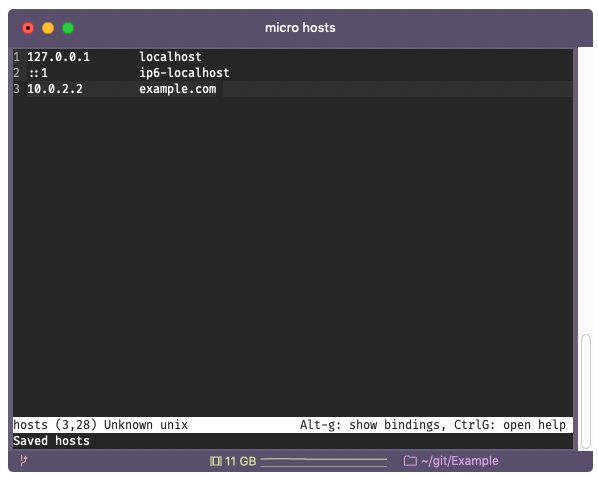 micro hosts
1 127.0.0.1 localhost
2 ::1 ip6-localhost
3 10.0.2.2 example.com
hosts (3,28) Unknown unix Alt-g: show bindings, CtrlG: open help
Saved hosts
11 GB ~/git/Example